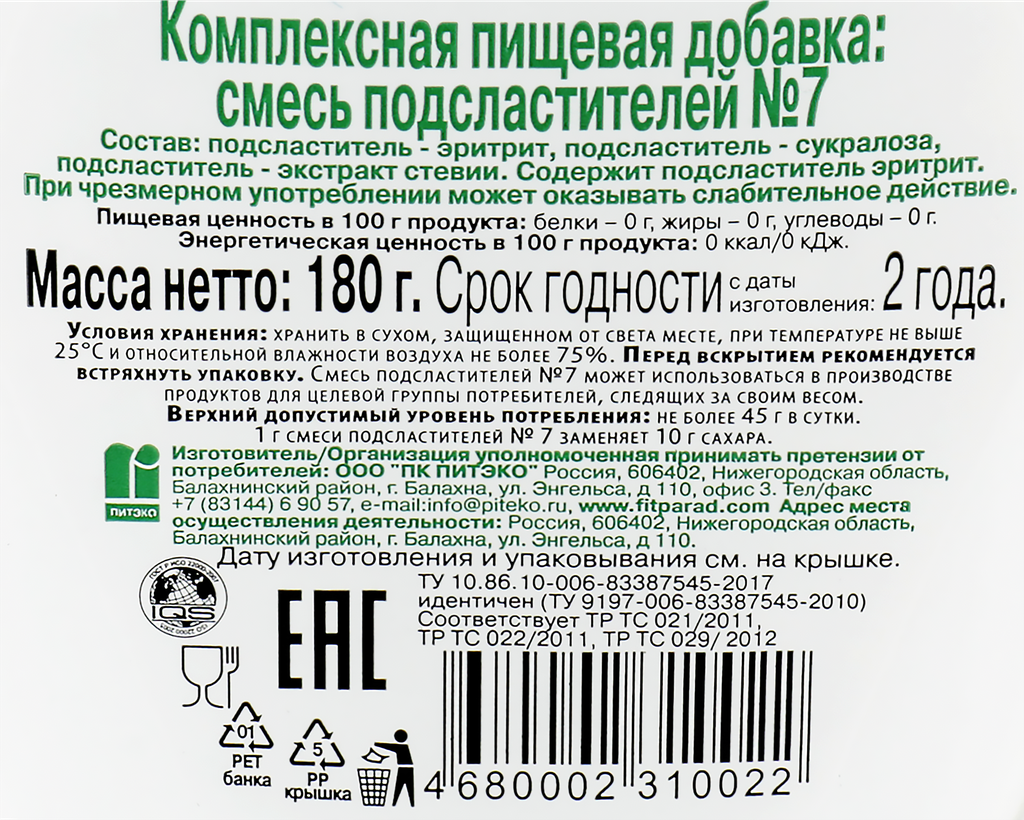 Комплексная пищевая добавка:
смесь подсластителей №7
Состав: подсластитель - эритрит, подсластитель - сукралоза,
подсластитель - экстракт стевии. Содержит подсластитель эритрит.
При чрезмерном употреблении может оказывать слабительное действие.
Пищевая ценность в 100 г продукта: белки – 0 г, жиры – 0 г, углеводы – 0 г.
Энергетическая ценность в 100 г продукта: 0 ккал/0 кДж.
Масса нетто: 180 г. Срок годности с даты изготовления: 2 года.
Условия хранения: хранить в сухом, защищенном от света месте, при температуре не выше
25°С и относительной влажности воздуха не более 75%. Перед вскрытием рекомендуется
встряхнуть упаковку. Смесь подсластителей №7 может использоваться в производстве
продуктов для целевой группы потребителей, следящих за своим весом.
Верхний допустимый уровень потребления: не более 45 г в сутки.
1 г смеси подсластителей № 7 заменяет 10 г сахара.
Изготовитель/Организация уполномоченная принимать претензии от
потребителей: ООО "ПК ПИТЭКО" Россия, 606402, Нижегородская область,
Балахнинский район, г. Балахна, ул. Энгельса, д 110, офис 3. Тел/факс
+7 (83144) 6 90 57, e-mail:info@piteko.ru, www.fitparad.com Адрес места
осуществления деятельности: Россия, 606402, Нижегородская область,
Балахнинский район, г. Балахна, ул. Энгельса, д 110.
питэко
Дату изготовления и упаковывания см. на крышке.
ГОСТ Р ИСО 22000-2007
IQS
ISO 22000:2005
EAC
ТУ 10.86.10-006-83387545-2017
идентичен (ТУ 9197-006-83387545-2010)
Соответствует ТР ТС 021/2011,
ТР ТС 022/2011, ТР ТС 029/ 2012
01
PET
банка
5
PP
крышка
4 680002 310022